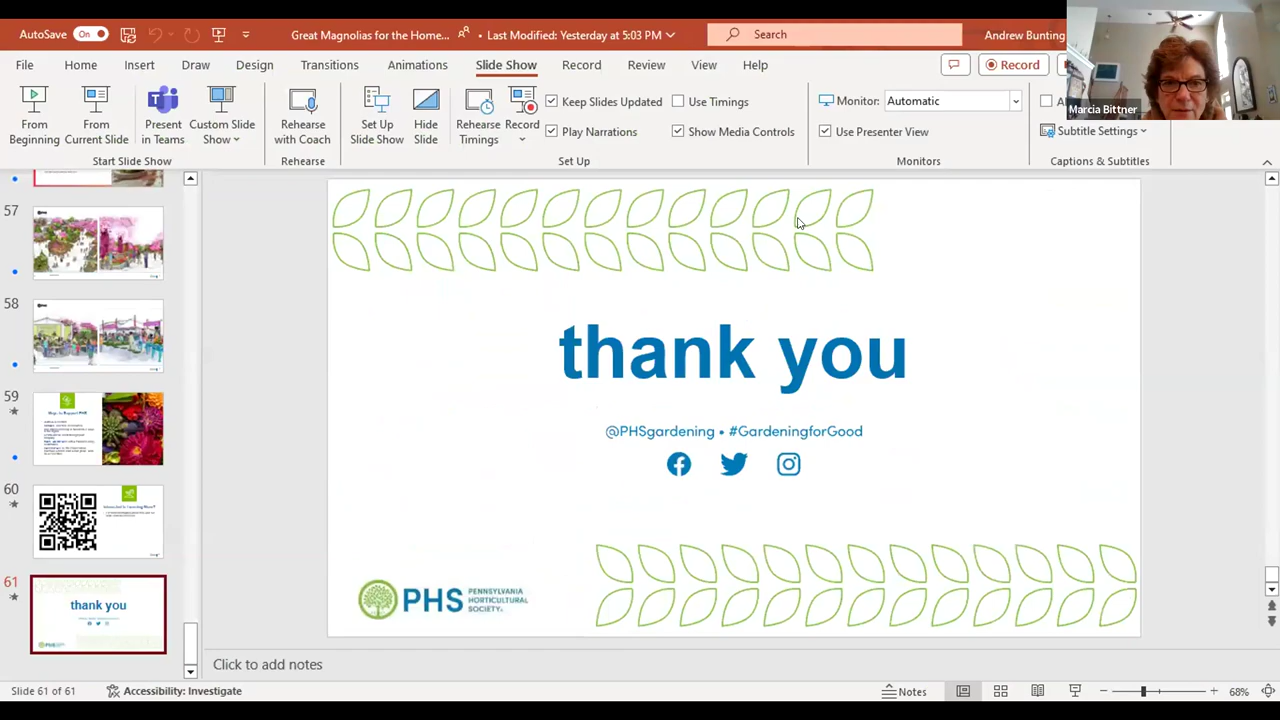 AutoSave On Great Magnolias for the Home... • Last Modified: Yesterday at 5:03 PM Search Andrew Bunting
File Home Insert Draw Design Transitions Animations Slide Show Record Review View Help Record
Marcia Bittner
From Beginning
From Current Slide
Present in Teams
Custom Slide Show
Start Slide Show
Rehearse with Coach
Rehearse
Set Up Slide Show
Hide Slide
Rehearse Timings
Record
Keep Slides Updated
Use Timings
Play Narrations
Show Media Controls
Set Up
Monitor: Automatic
Use Presenter View
Monitors
Subtitle Settings
Captions & Subtitles
57
58
59
60
61
thank you
thank you
@PHSgardening • #GardeningforGood
PHS PENNSYLVANIA
HORTICULTURAL
SOCIETY
Click to add notes
Slide 61 of 61 Accessibility: Investigate Notes 68%